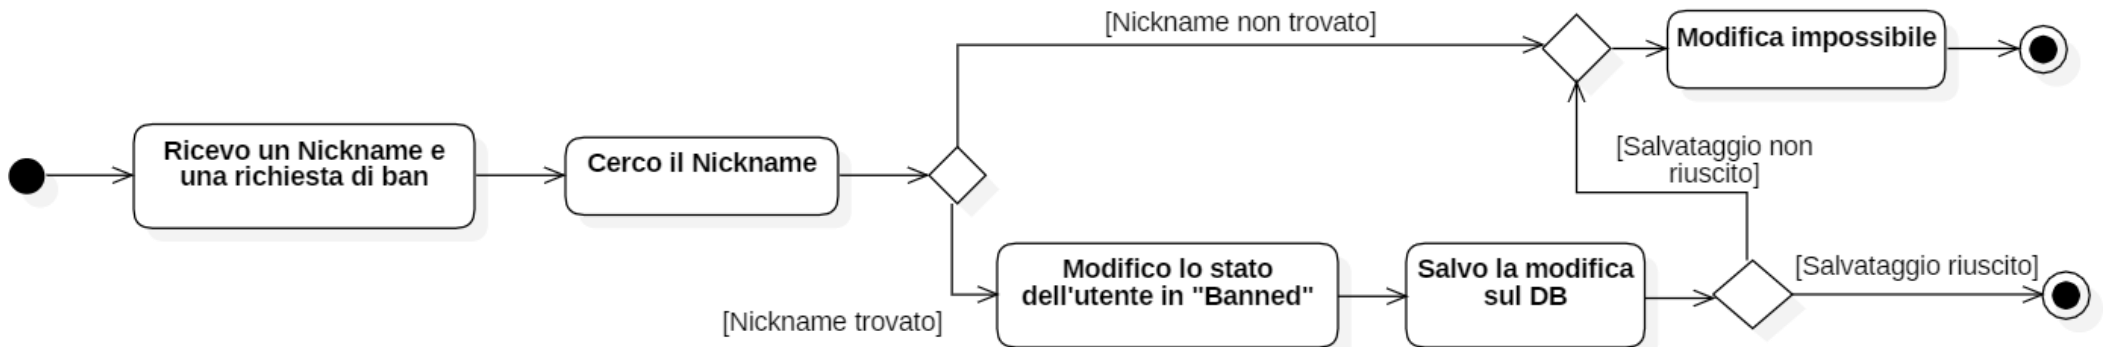 [Nickname non trovato]
Modifica impossibile
Ricevo un Nickname e
una richiesta di ban
Cerco il Nickname
[Salvataggio non
riuscito]
[Nickname trovato]
Modifico lo stato
dell'utente in "Banned"
Salvo la modifica
sul DB
[Salvataggio riuscito]